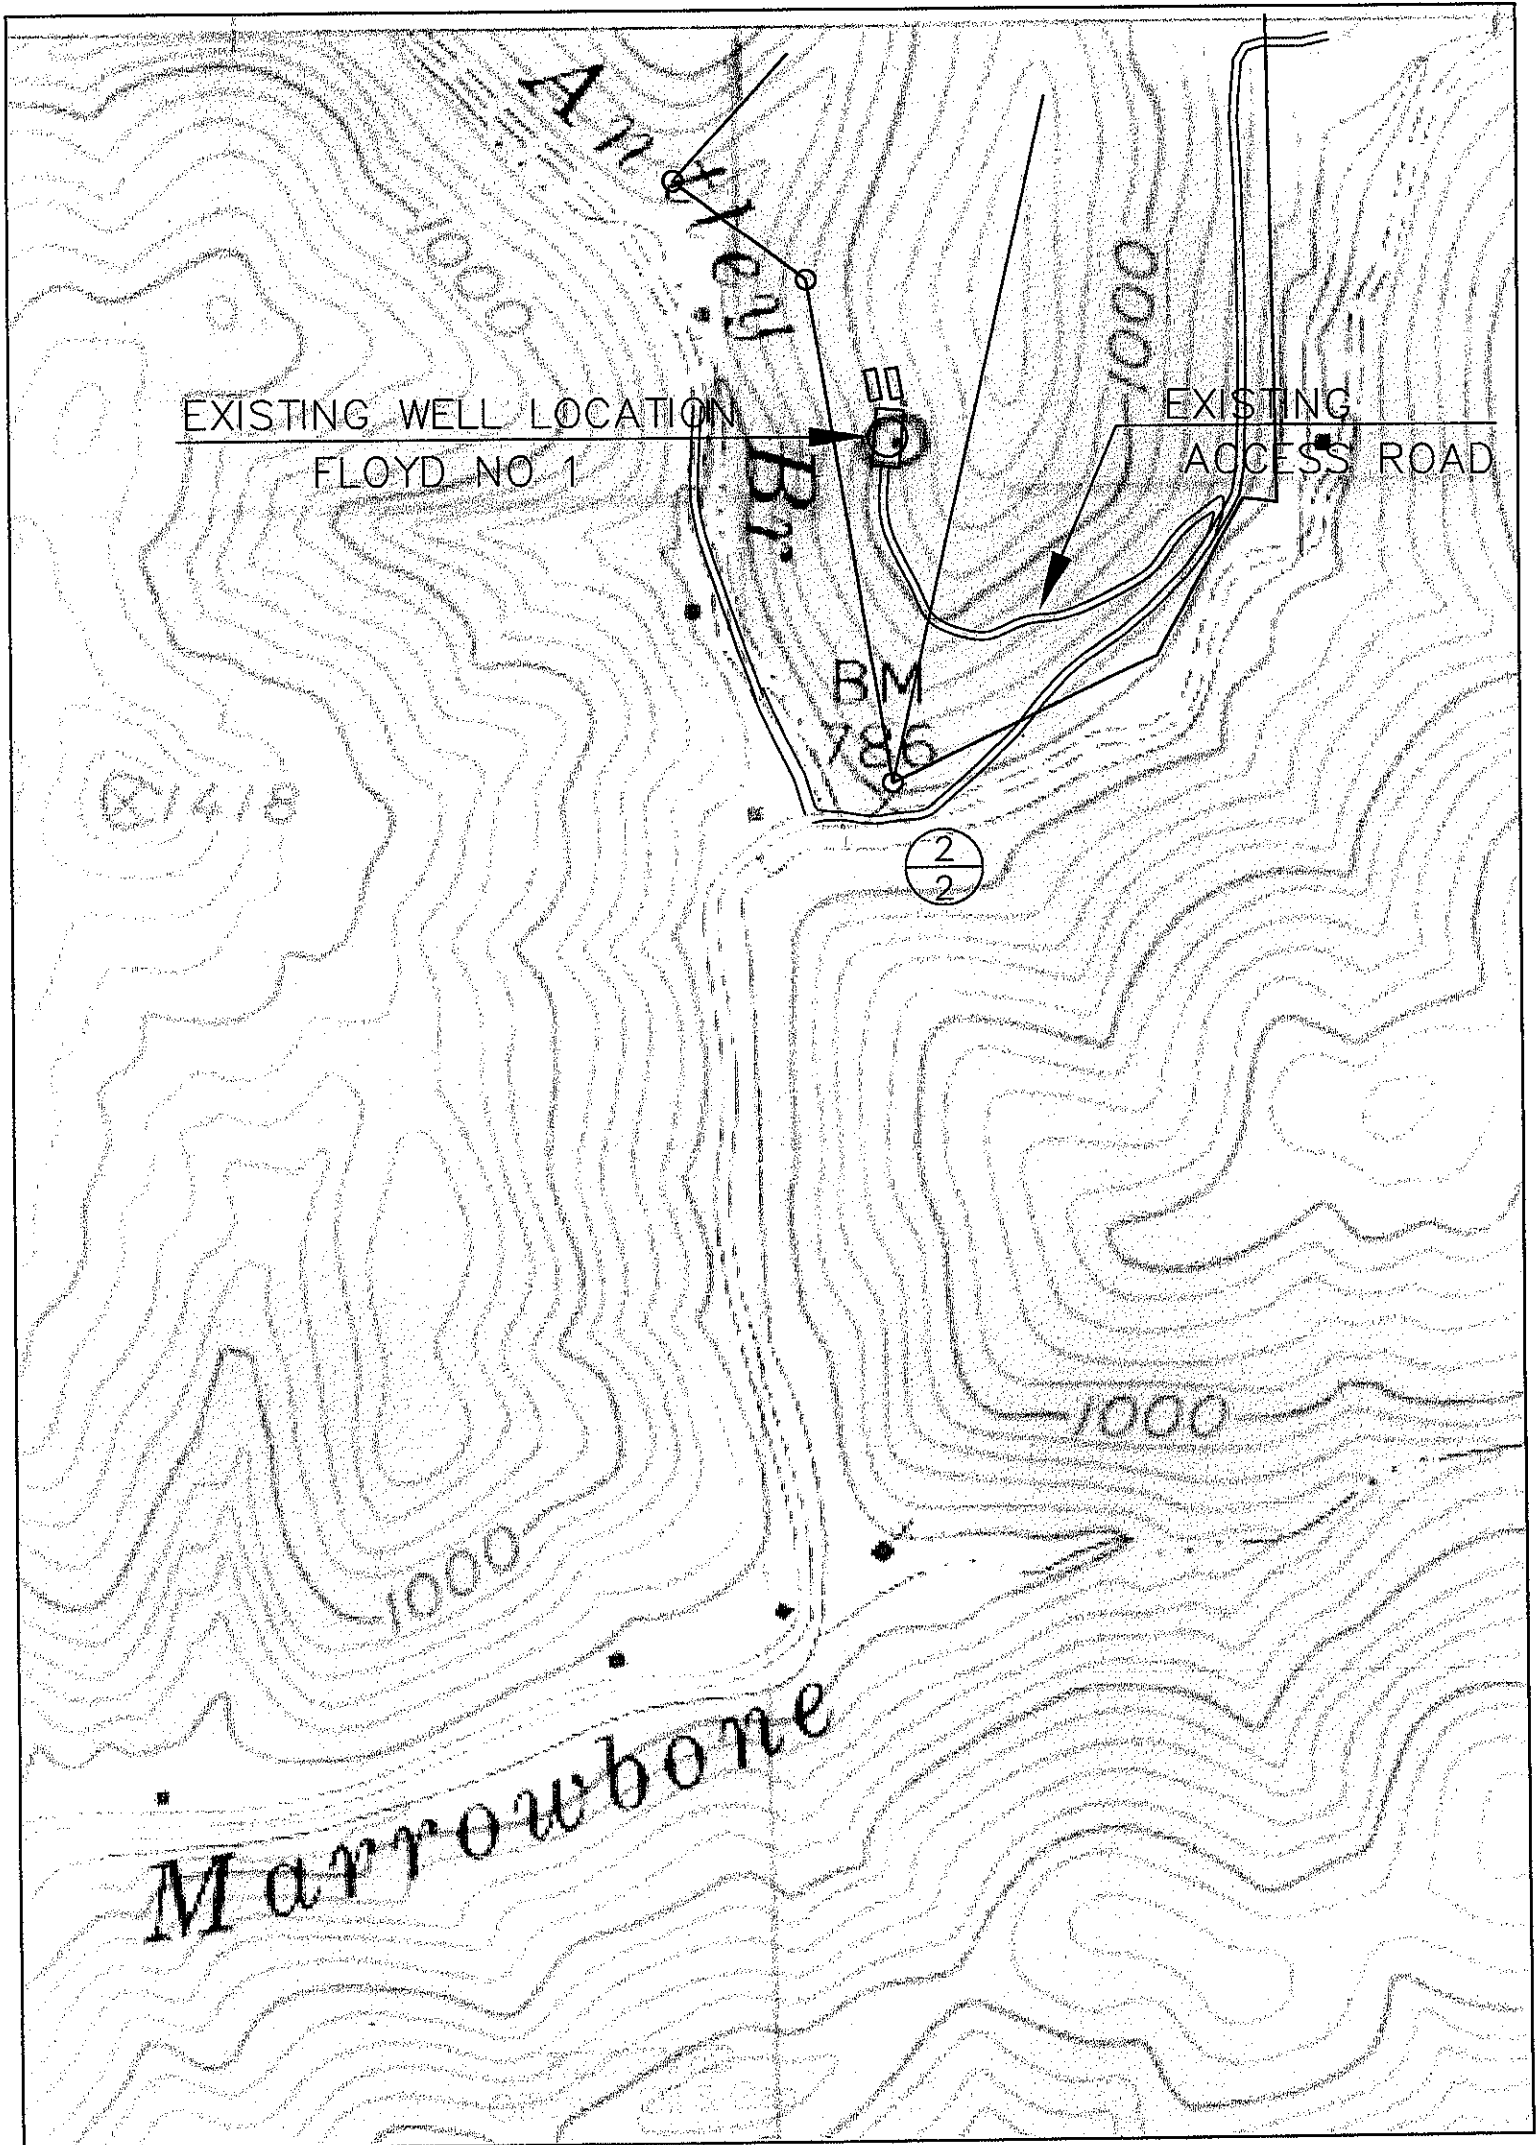 Antley Br.
1000
1000
EXISTING WELL LOCATION
FLOYD NO 1
EXISTING
ACCESS ROAD
BM
786
1418
2
2
1000
1000
Marrowbone